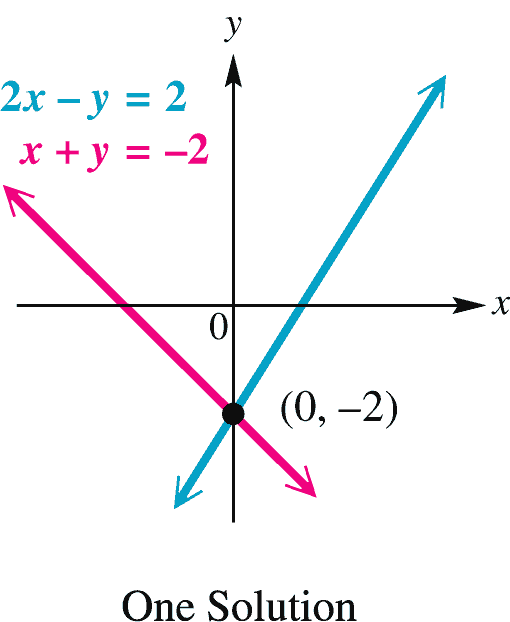 y
2x – y = 2
x + y = –2
x
0
(0, –2)
One Solution